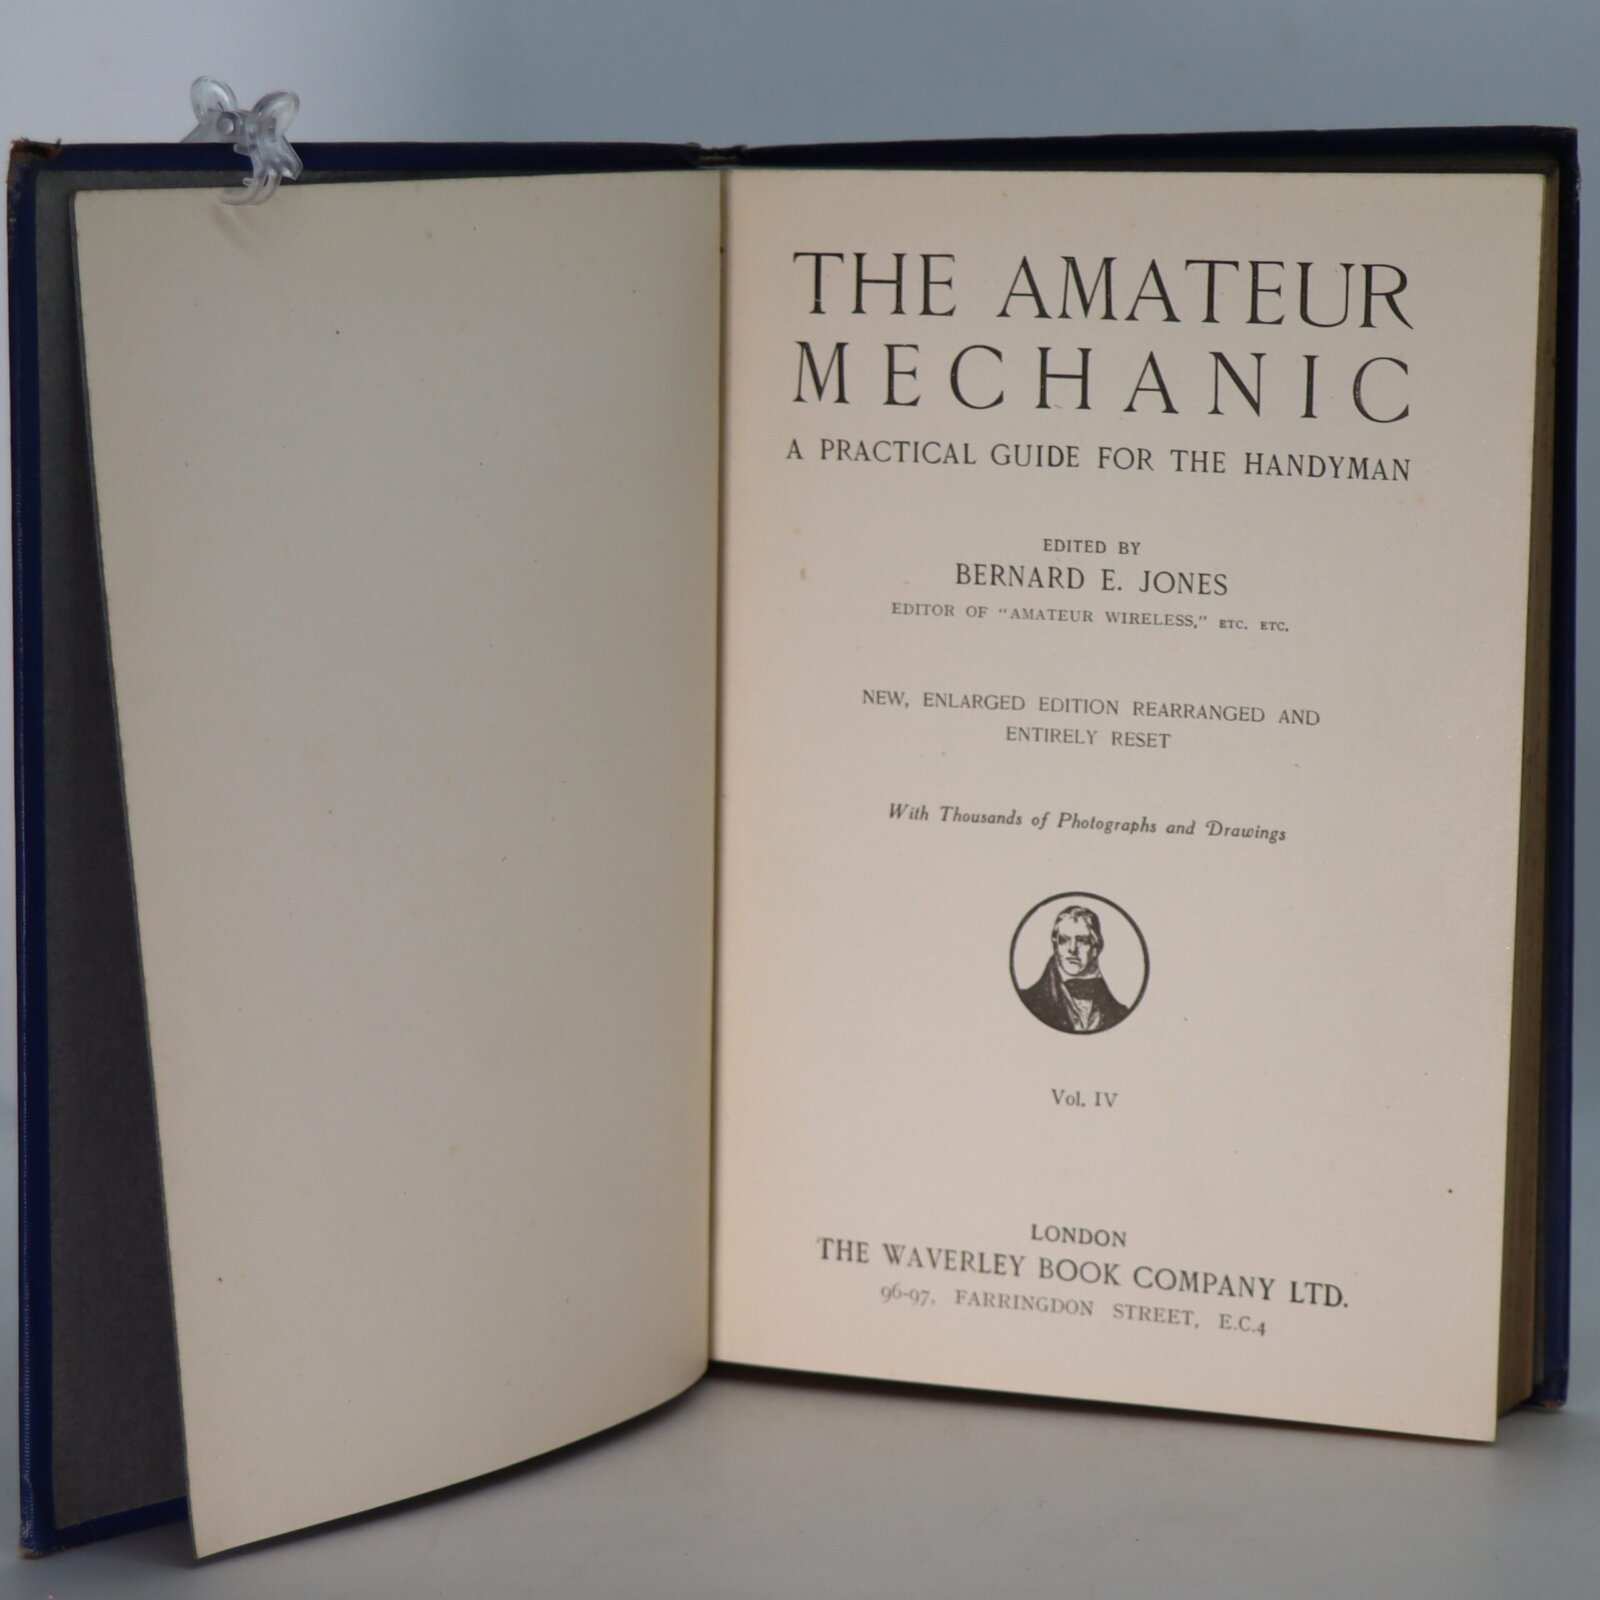 THE AMATEUR
MECHANIC
A PRACTICAL GUIDE FOR THE HANDYMAN
EDITED BY
BERNARD E. JONES
EDITOR OF "AMATEUR WIRELESS," ETC. ETC.
NEW, ENLARGED EDITION REARRANGED AND
ENTIRELY RESET
With Thousands of Photographs and Drawings
Vol. IV
LONDON
THE WAVERLEY BOOK COMPANY LTD.
96-97, FARRINGDON STREET, E.C.4